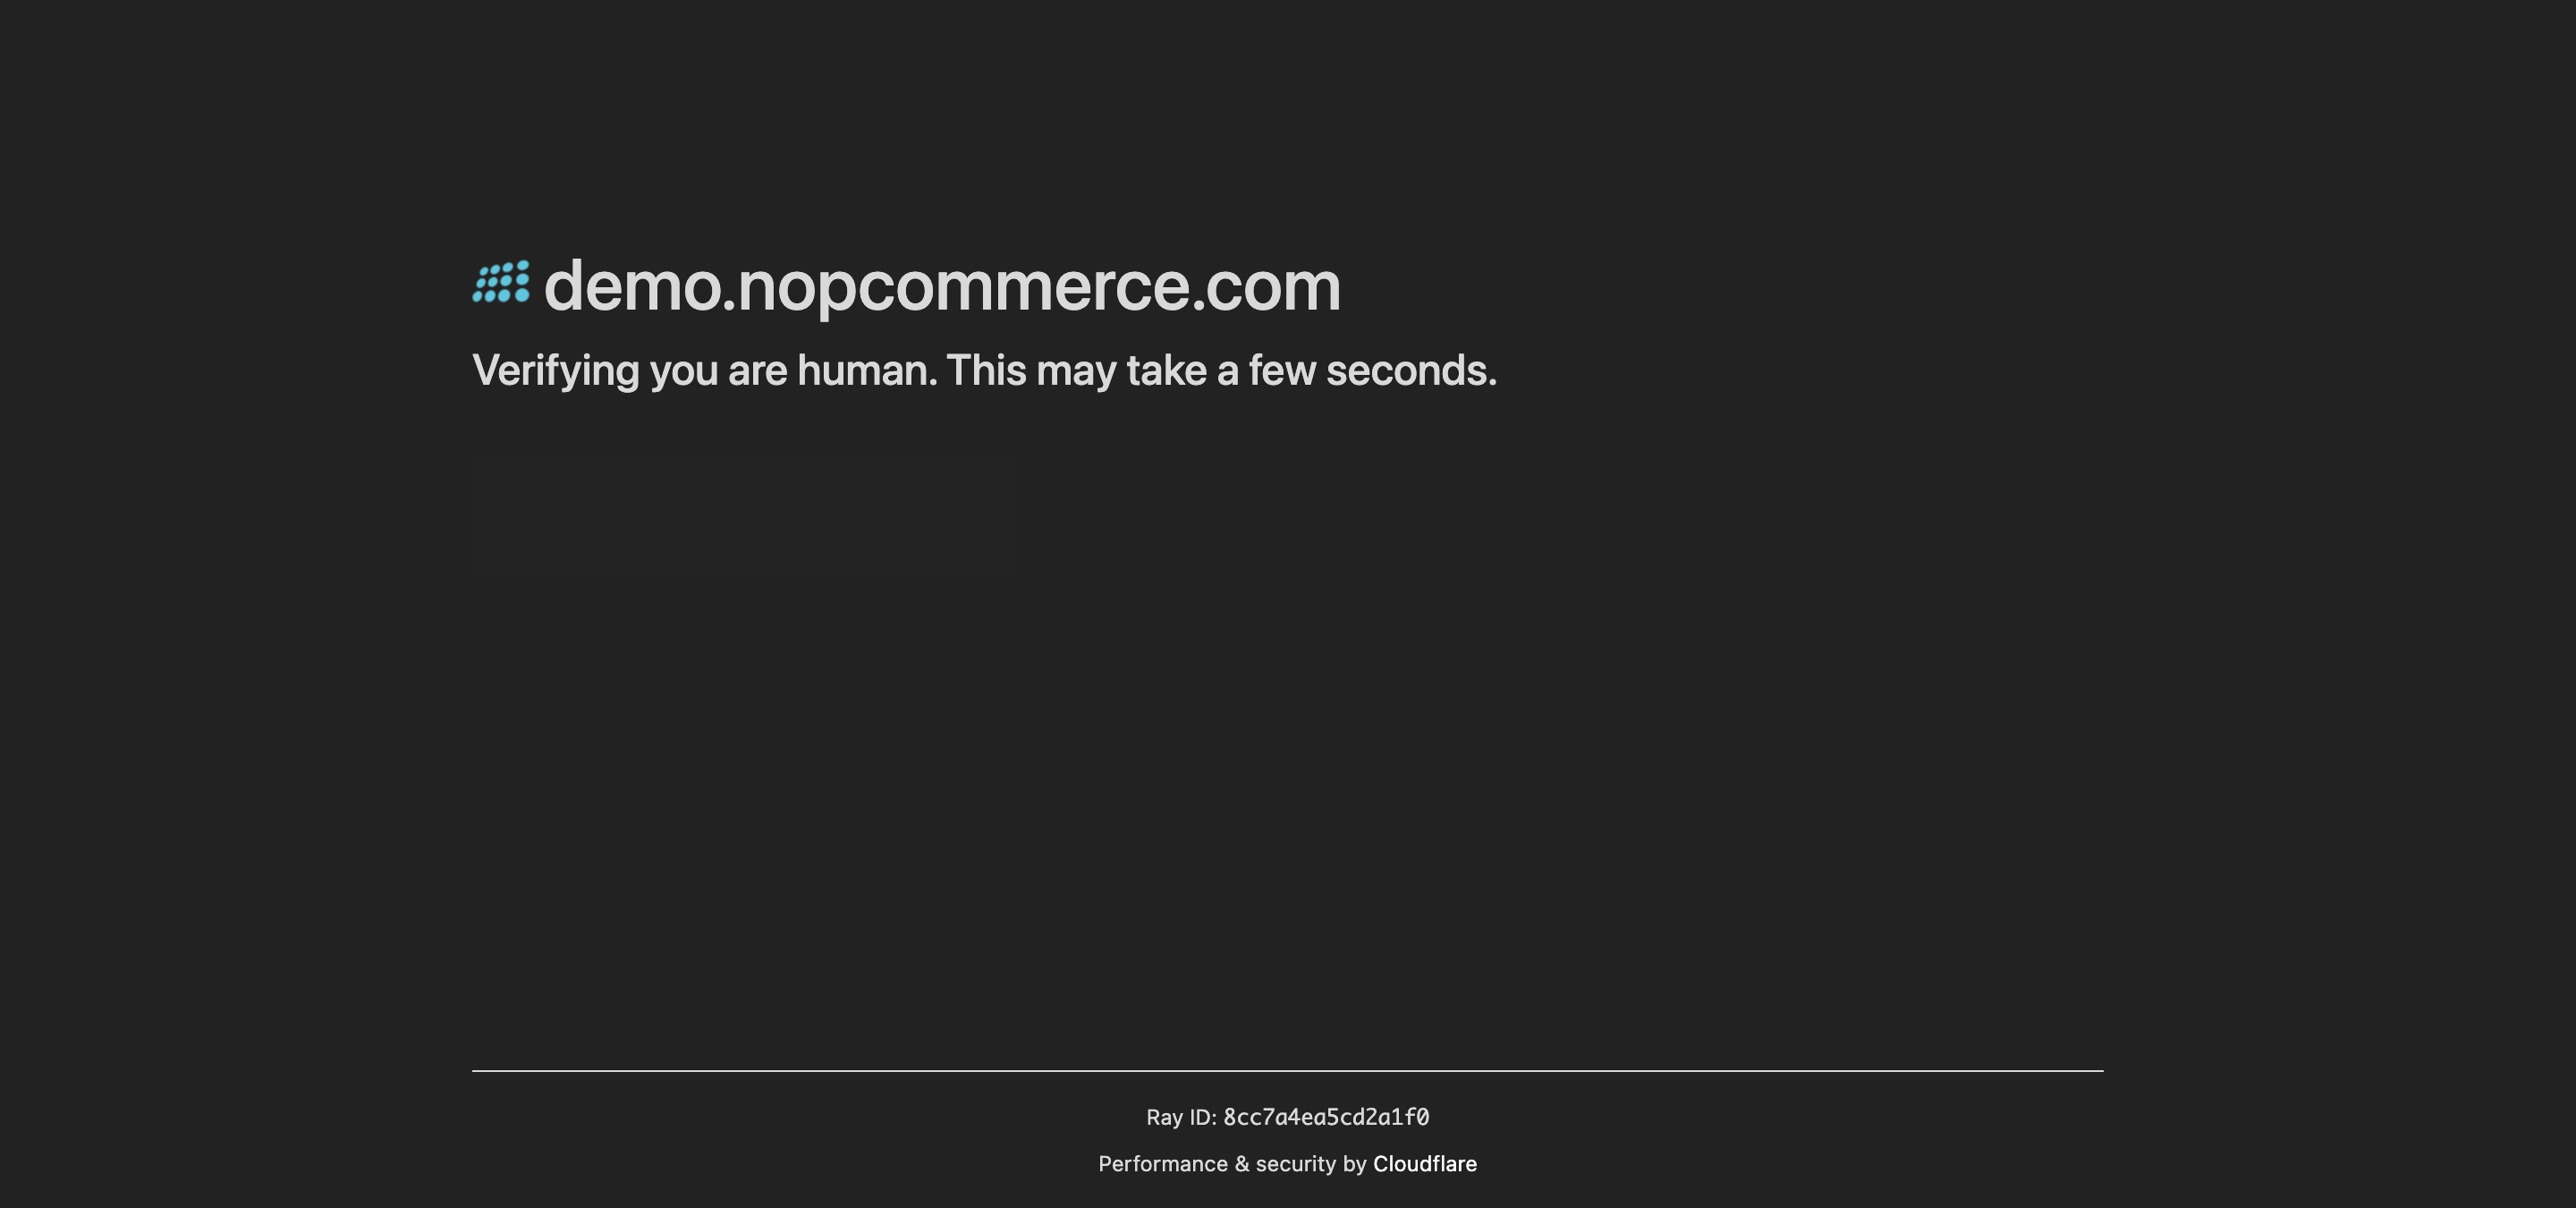 demo.nopcommerce.com
Verifying you are human. This may take a few seconds.
Ray ID: 8cc7a4ea5cd2a1f0
Performance & security by Cloudflare